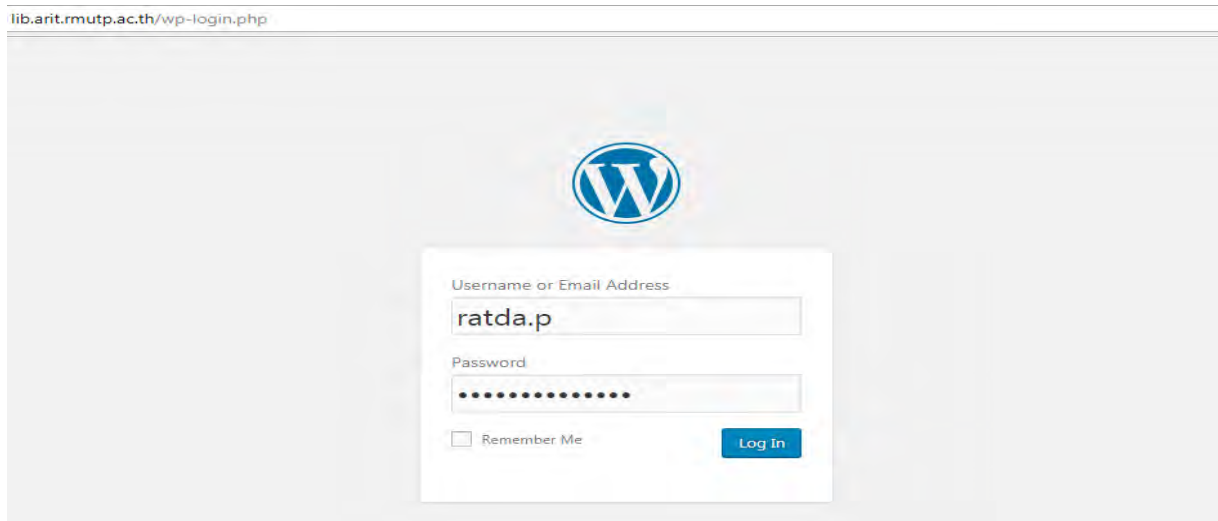 lib.arit.rmutp.ac.th/wp-login.php
W
Username or Email Address
ratda.p
Password
••••••••••••••
Remember Me
Log In